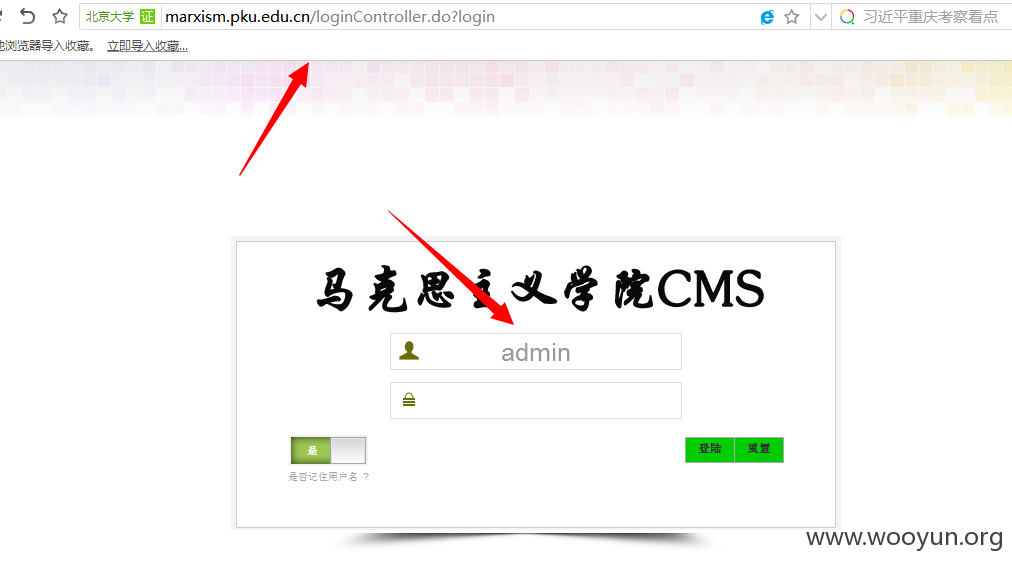 北京大学 证 marxism.pku.edu.cn/loginController.do?login 习近平重庆考察看点
他浏览器导入收藏。 立即导入收藏...
马克思主义学院CMS
admin
是 登陆 重置
是否记住用户名 ?
www.wooyun.org